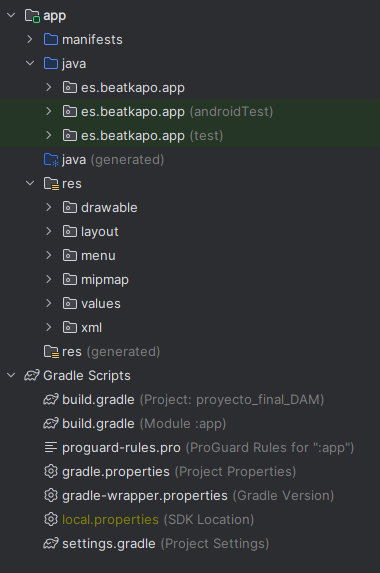 app
manifests
java
es.beatkapo.app
es.beatkapo.app (androidTest)
es.beatkapo.app (test)
java (generated)
res
drawable
layout
menu
mipmap
values
xml
res (generated)
Gradle Scripts
build.gradle (Project: proyecto_final_DAM)
build.gradle (Module :app)
proguard-rules.pro (ProGuard Rules for ":app")
gradle.properties (Project Properties)
gradle-wrapper.properties (Gradle Version)
local.properties (SDK Location)
settings.gradle (Project Settings)